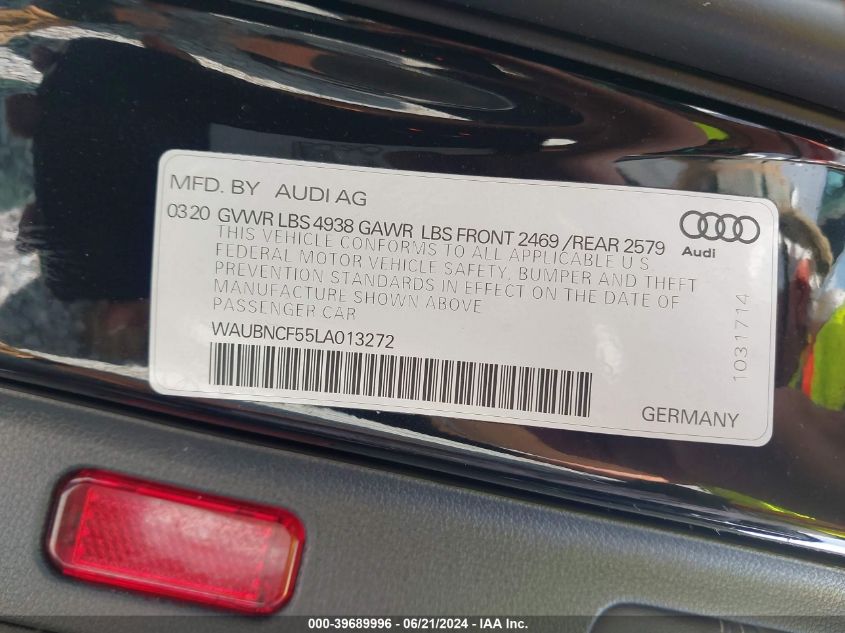 MFD. BY AUDI AG
0320 GVWR LBS 4938 GAWR LBS FRONT 2469 /REAR 2579
THIS VEHICLE CONFORMS TO ALL APPLICABLE U S
FEDERAL MOTOR VEHICLE SAFETY, BUMPER AND THEFT
PREVENTION STANDARDS IN EFFECT ON THE DATE OF
MANUFACTURE SHOWN ABOVE
PASSENGER CAR
WAUBNCF55LA013272
Audi
1031714
GERMANY
000-39689996 - 06/21/2024 - IAA Inc.